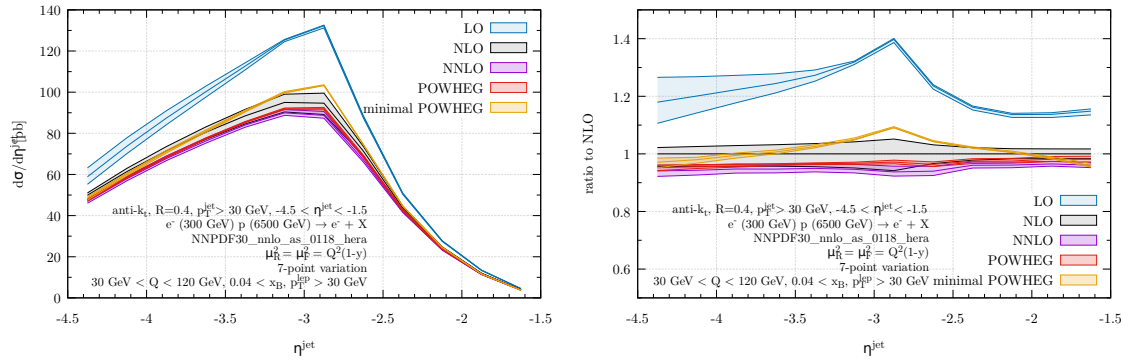 140
120
100
80
60
40
20
0
dσ/dη^j¶[pb]
LO
NLO
NNLO
POWHEG
minimal POWHEG
anti-k_t, R=0.4, p_T^jet > 30 GeV, -4.5 < η^jet < -1.5
e^- (300 GeV) p (6500 GeV) → e^- + X
NNPDF30_nnlo_as_0118_hera
μ_R^2 = μ_F^2 = Q^2(1-y)
7-point variation
30 GeV < Q < 120 GeV, 0.04 < x_B, p_T^lep > 30 GeV
-4.5 -4 -3.5 -3 -2.5 -2 -1.5
η^jet
1.4
1.2
1
0.8
0.6
ratio to NLO
anti-k_t, R=0.4, p_T^jet > 30 GeV, -4.5 < η^jet < -1.5
e^- (300 GeV) p (6500 GeV) → e^- + X
NNPDF30_nnlo_as_0118_hera
μ_R^2 = μ_F^2 = Q^2(1-y)
7-point variation
30 GeV < Q < 120 GeV, 0.04 < x_B, p_T^lep > 30 GeV
LO
NLO
NNLO
POWHEG
minimal POWHEG
-4.5 -4 -3.5 -3 -2.5 -2 -1.5
η^jet